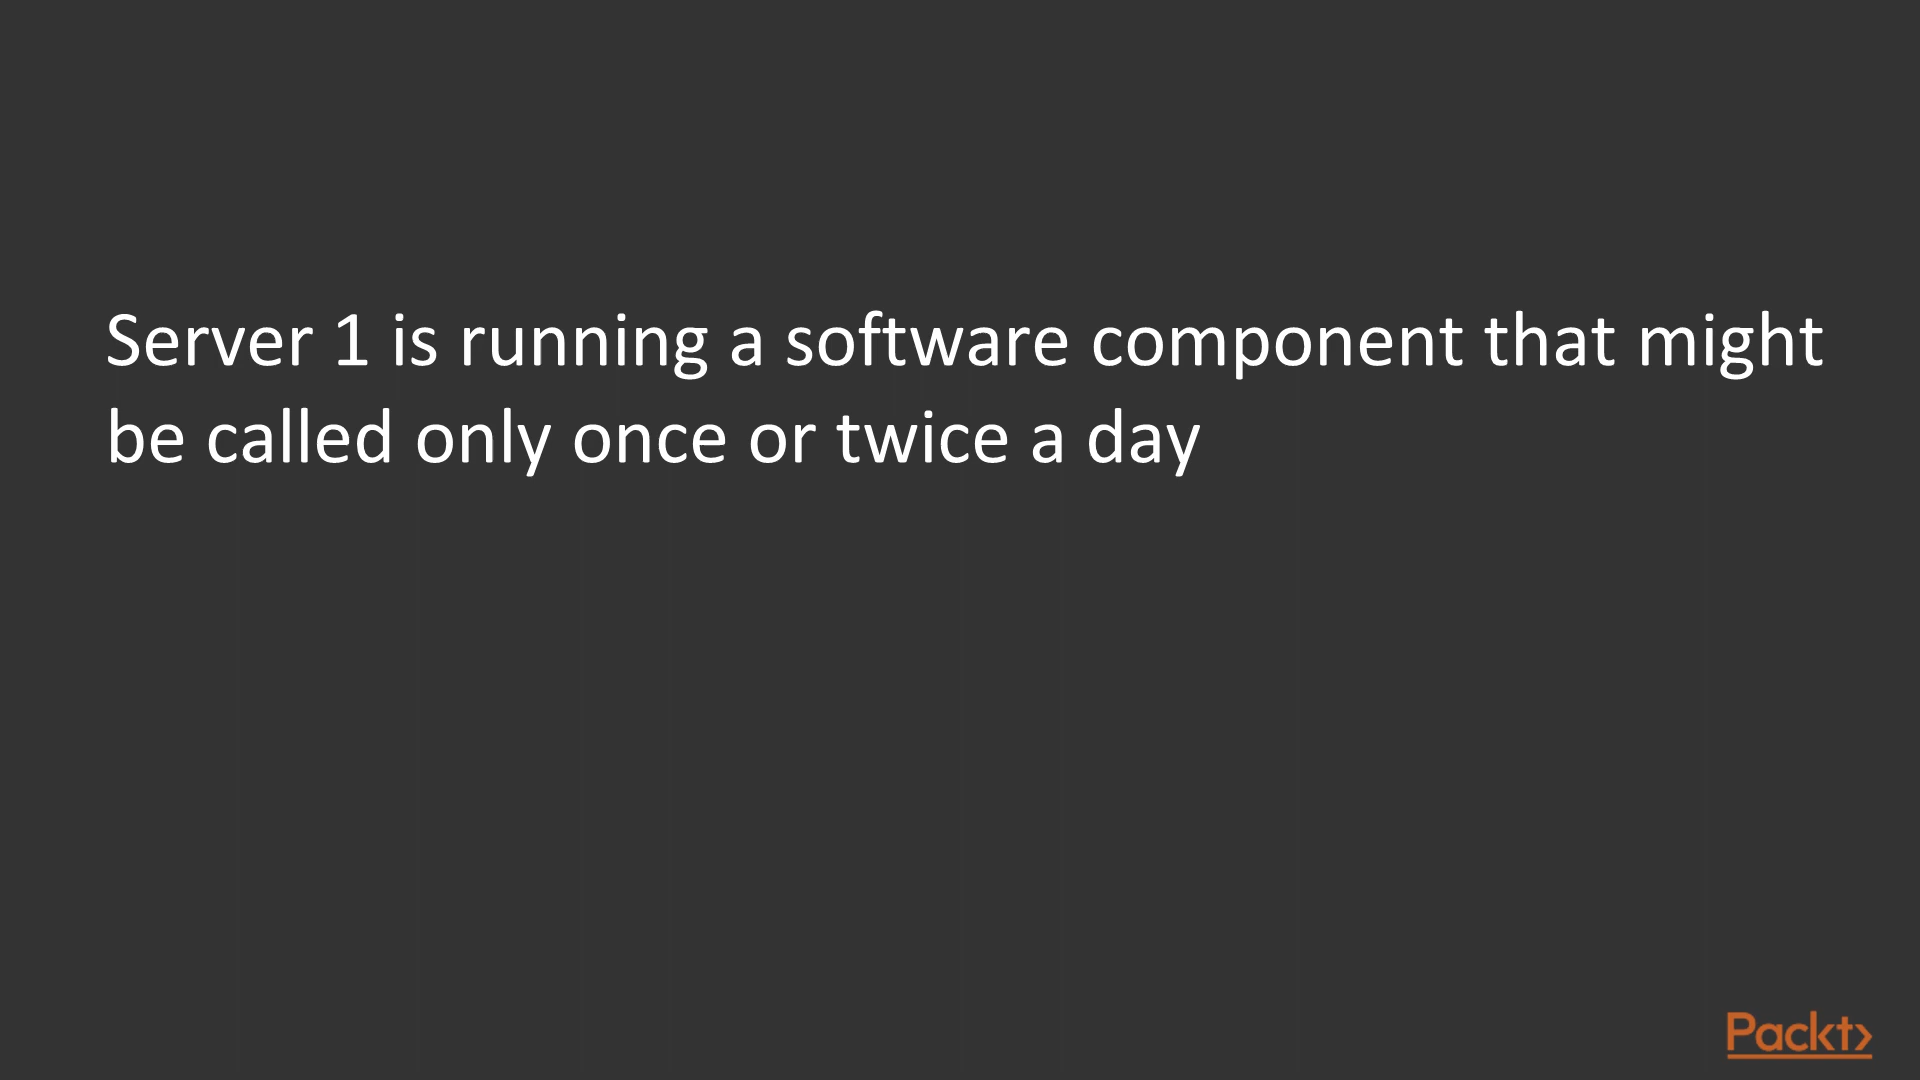 Server 1 is running a software component that might
be called only once or twice a day
Packt>